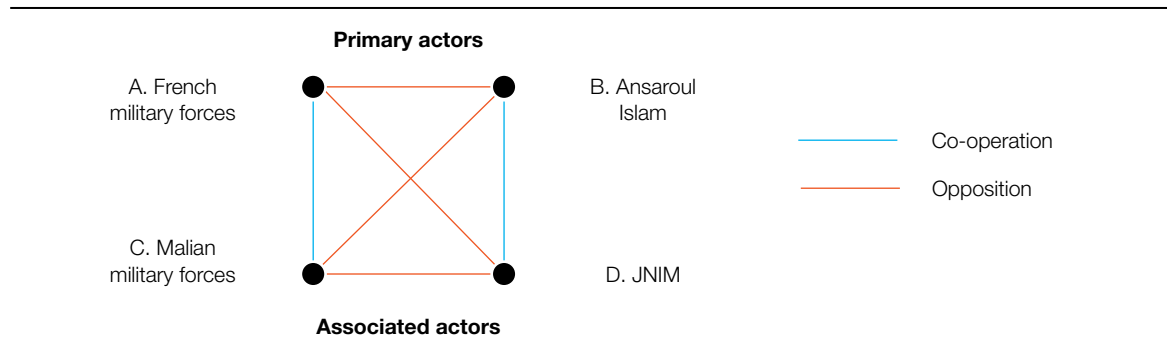 Primary actors
A. French
military forces
B. Ansaroul
Islam
Co-operation
Opposition
C. Malian
military forces
D. JNIM
Associated actors